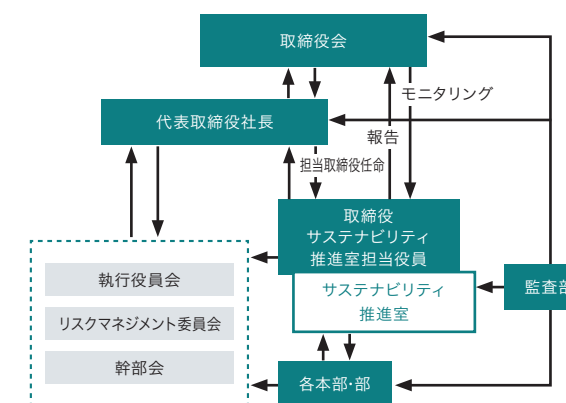 取締役会
モニタリング
代表取締役社長
報告
担当取締役任命
取締役
サステナビリティ
推進室担当役員
執行役員会
サステナビリティ
推進室
監査部
リスクマネジメント委員会
幹部会
各本部・部